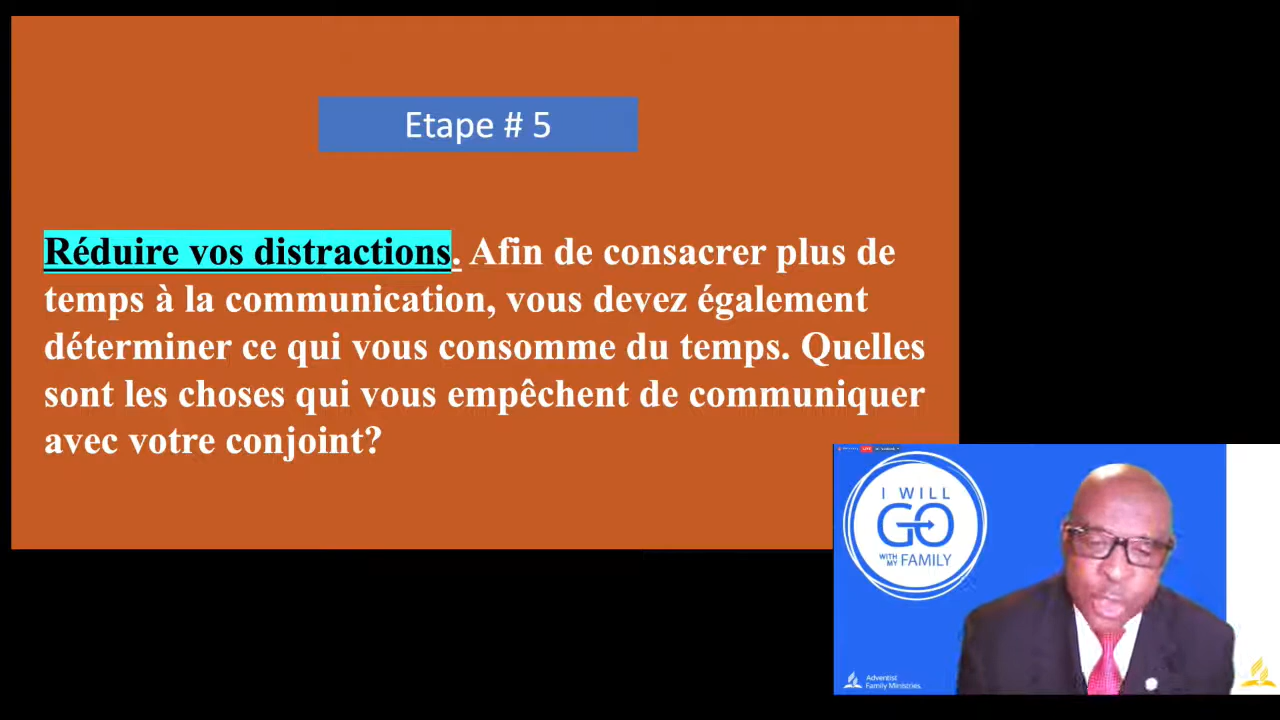 Etape # 5
Réduire vos distractions. Afin de consacrer plus de
temps à la communication, vous devez également
déterminer ce qui vous consomme du temps. Quelles
sont les choses qui vous empêchent de communiquer
avec votre conjoint?
I WILL
GO
WITH MY FAMILY
Adventist
Family Ministries